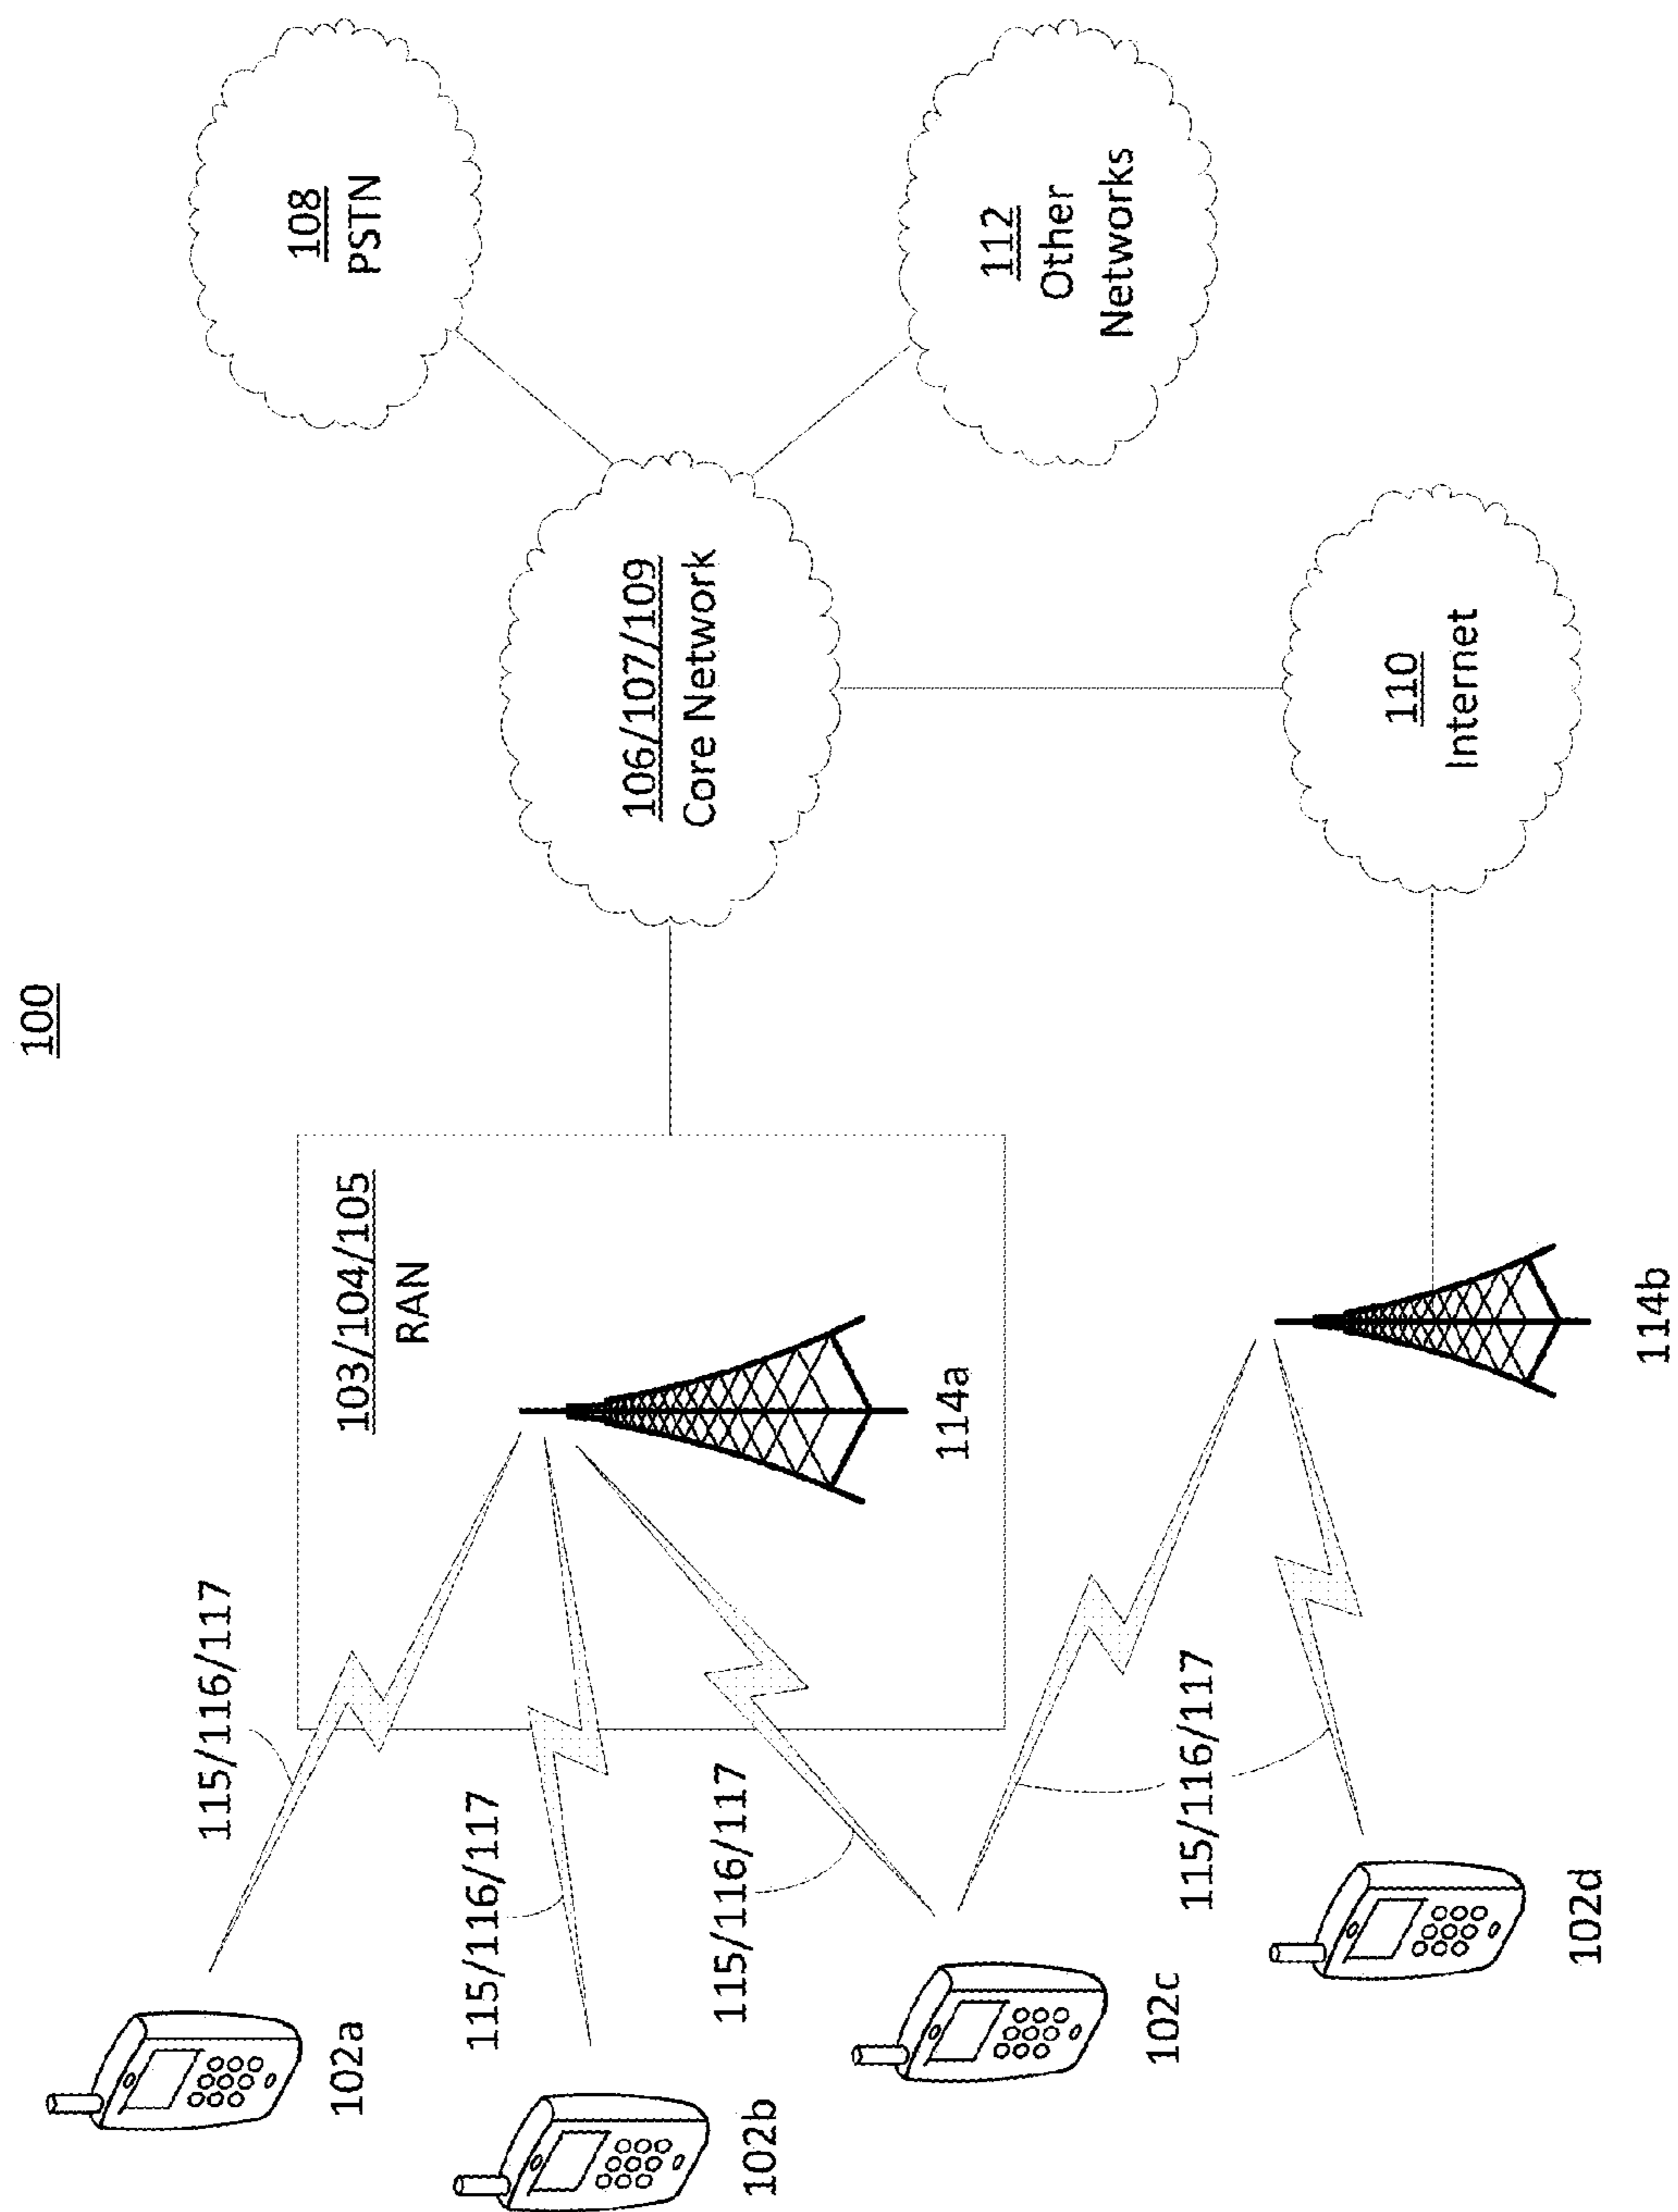 100
103/104/105
RAN
106/107/109
Core Network
108
PSTN
112
Other
Networks
110
Internet
115/116/117
115/116/117
115/116/117
115/116/117
102a
102b
102c
102d
114a
114b